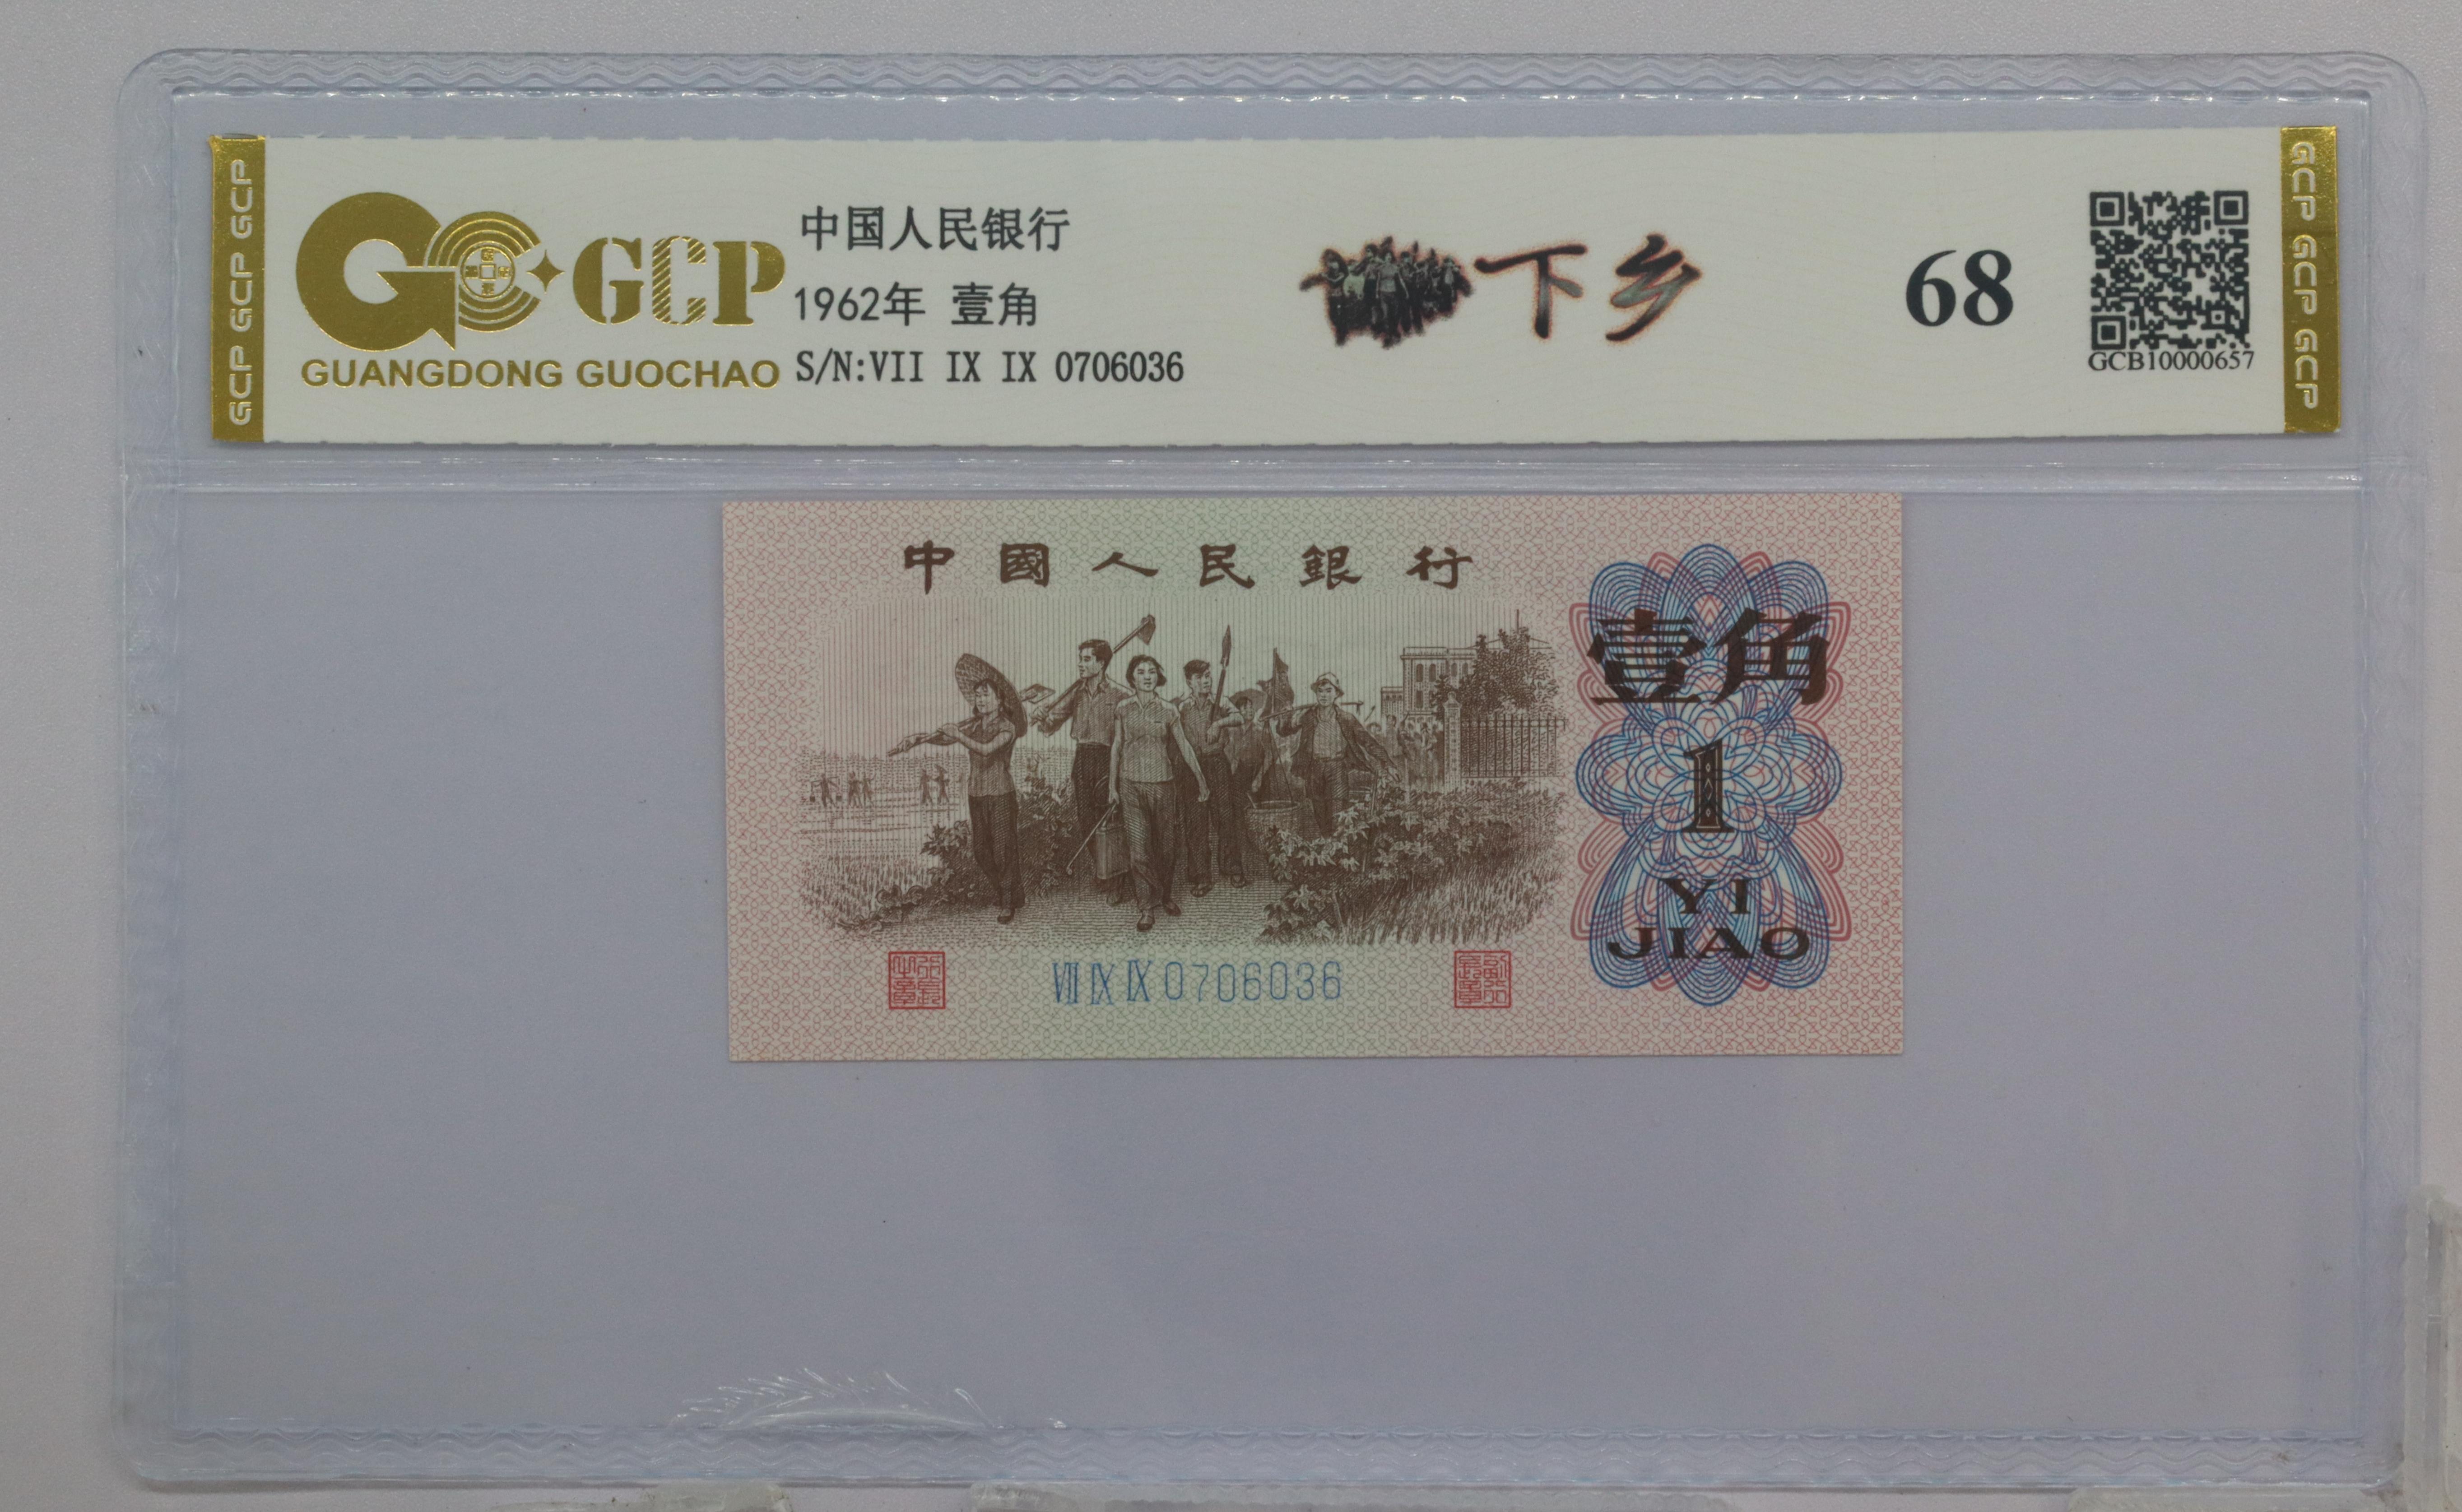 GCP GCP GCP
GCP
GUANGDONG GUOCHAO
中国人民银行
1962年 壹角
S/N:VII IX IX 0706036
下乡
68
GCB10000657
GCP GCP GCP
中國人民銀行
壹角
1
YI
JIAO
VII IX IX 0706036